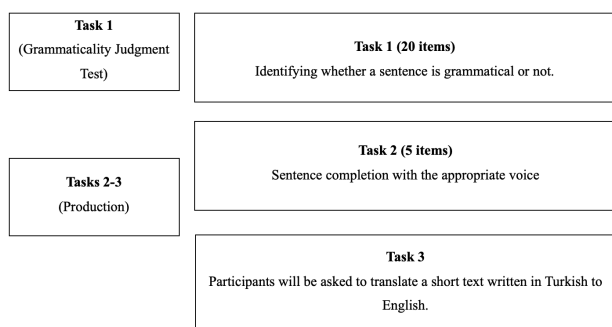 Task 1
(Grammaticality Judgment
Test)
Task 1 (20 items)
Identifying whether a sentence is grammatical or not.
Tasks 2-3
(Production)
Task 2 (5 items)
Sentence completion with the appropriate voice
Task 3
Participants will be asked to translate a short text written in Turkish to
English.